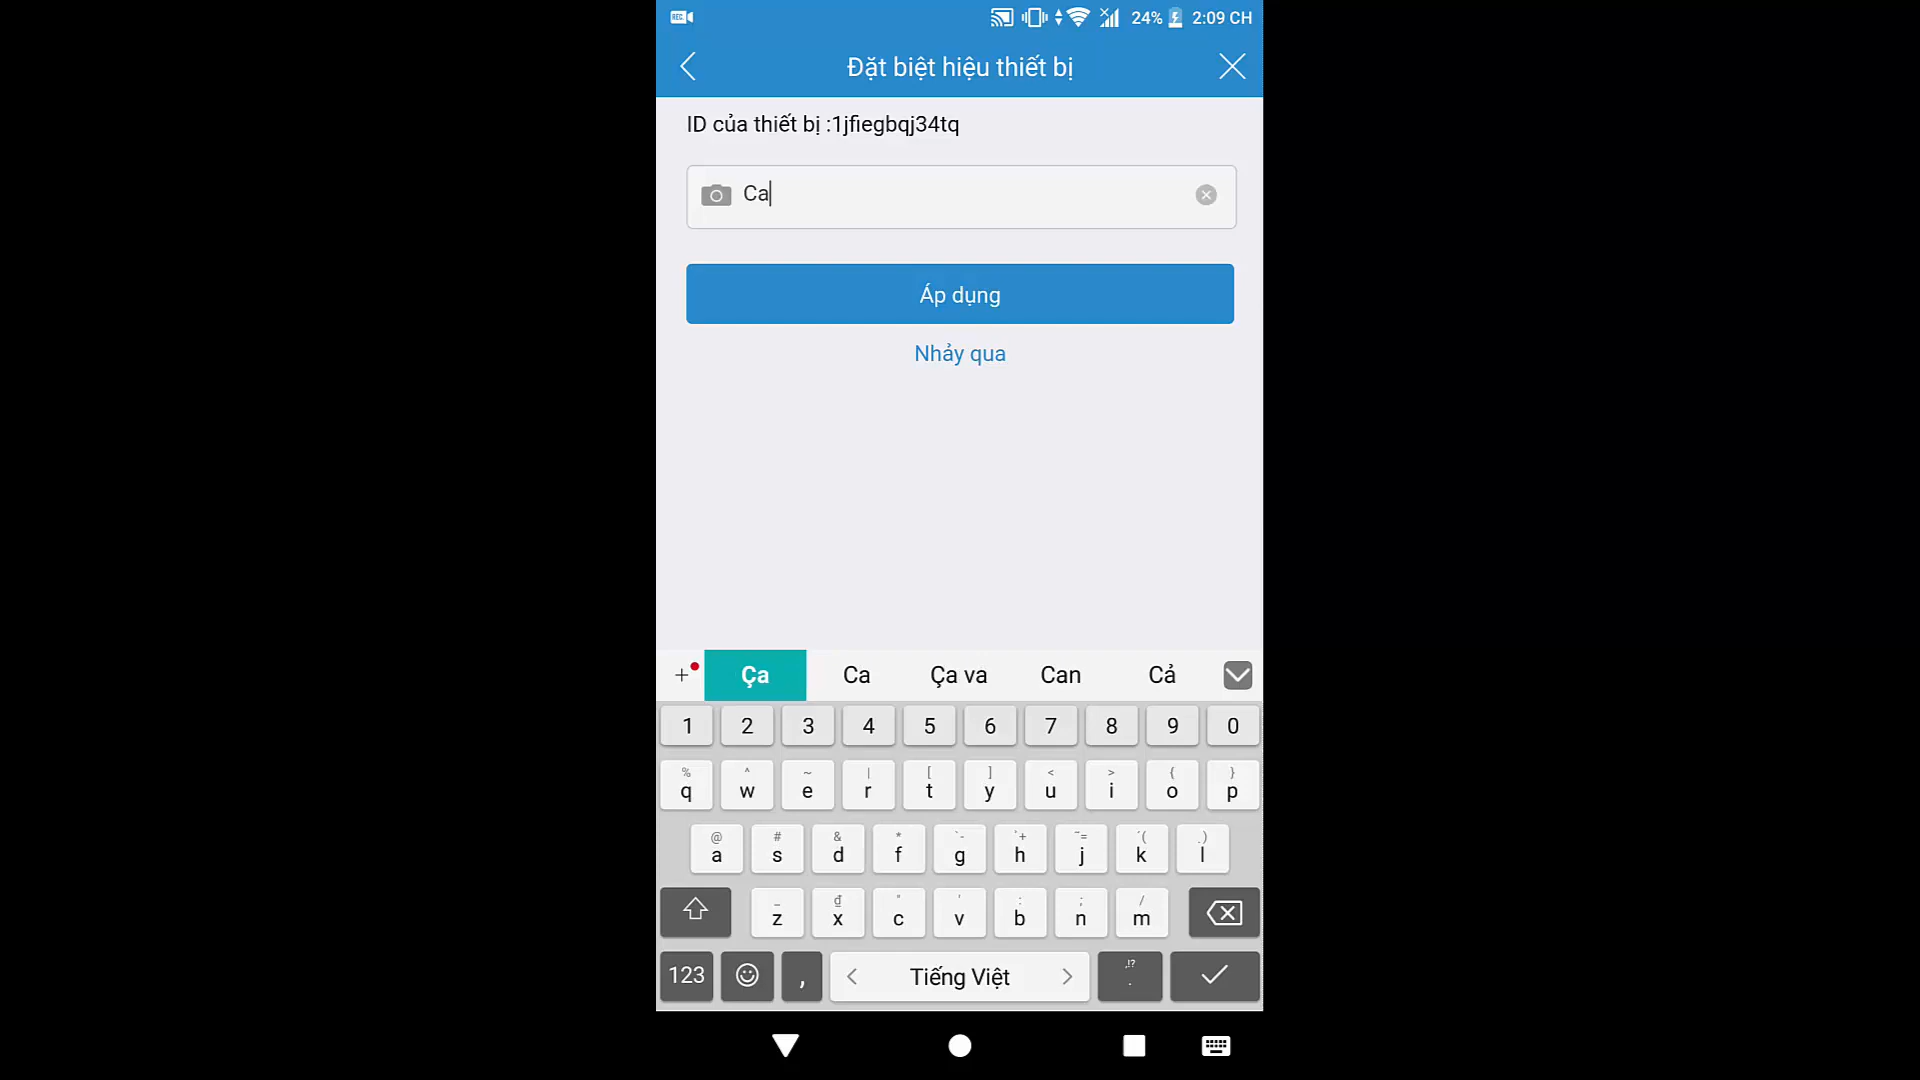 REC 24% 2:09 CH
Đặt biệt hiệu thiết bị
ID của thiết bị :1jfiegbqj34tq
Ca
Áp dụng
Nhảy qua
+ Ça Ca Ça va Can Cả
1 2 3 4 5 6 7 8 9 0
% ^ ~ | [ ] < > { }
q w e r t y u i o p
@ # & * `- ̉+ ~= ´( .)
a s d f g h j k l
_ ₫ " ' : ; /
z x c v b n m
123 , < Tiếng Việt > ,!? .